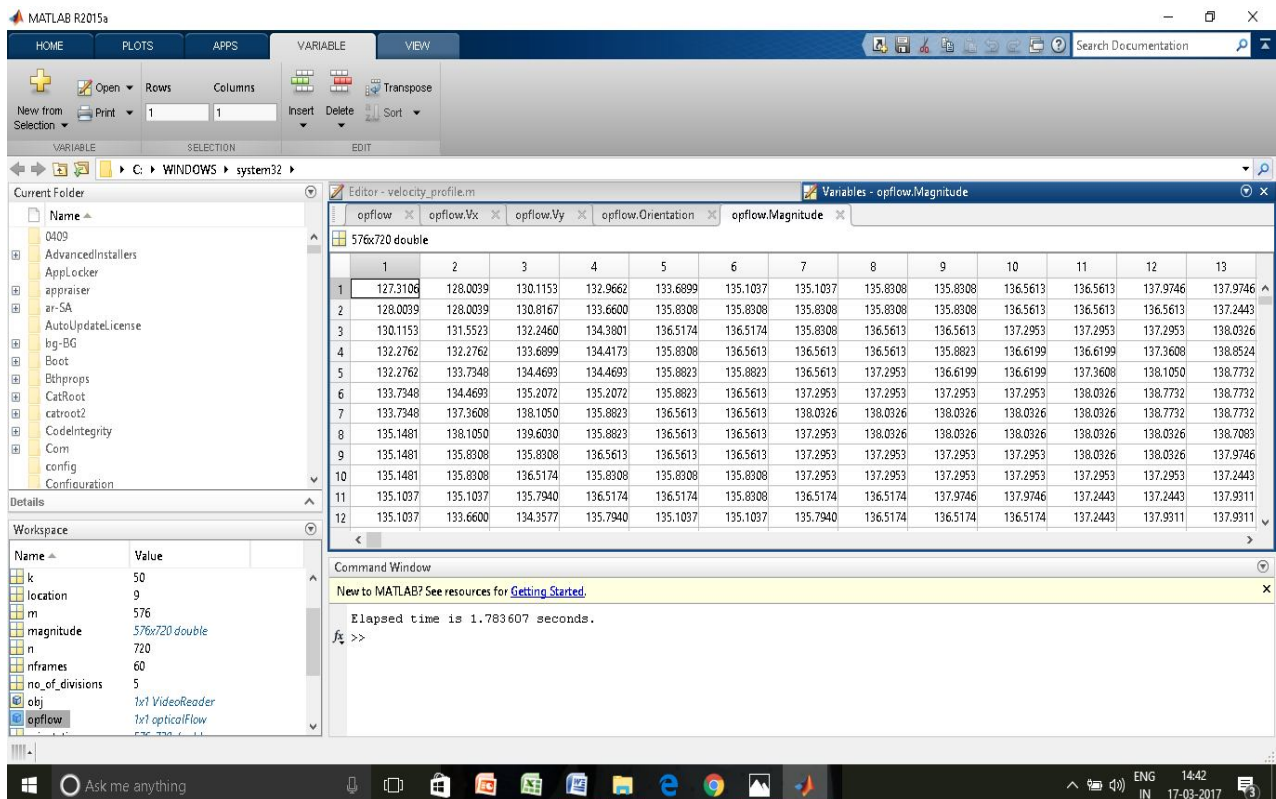 MATLAB R2015a
HOME PLOTS APPS VARIABLE VIEW Search Documentation
New from Selection Open Print Rows Columns 1 1 Insert Delete Transpose Sort
VARIABLE SELECTION EDIT
C: WINDOWS system32
Current Folder
Name
0409
AdvancedInstallers
AppLocker
appraiser
ar-SA
AutoUpdateLicense
bg-BG
Boot
Bthprops
CatRoot
catroot2
CodeIntegrity
Com
config
Configuration
Details
Workspace
Name Value
k 50
location 9
m 576
magnitude 576x720 double
n 720
nframes 60
no_of_divisions 5
obj 1x1 VideoReader
opflow 1x1 opticalFlow
Editor - velocity_profile.m Variables - opflow.Magnitude
opflow opflow.Vx opflow.Vy opflow.Orientation opflow.Magnitude
576x720 double
1 2 3 4 5 6 7 8 9 10 11 12 13
1 127.3106 128.0039 130.1153 132.9662 133.6899 135.1037 135.1037 135.8308 135.8308 136.5613 136.5613 137.9746 137.9746
2 128.0039 128.0039 130.8167 133.6600 135.8308 135.8308 135.8308 135.8308 135.8308 136.5613 136.5613 136.5613 137.2443
3 130.1153 131.5523 132.2460 134.3801 136.5174 136.5174 135.8308 136.5613 136.5613 137.2953 137.2953 137.2953 138.0326
4 132.2762 132.2762 133.6899 134.4173 135.8308 136.5613 136.5613 136.5613 135.8823 136.6199 136.6199 137.3608 138.8524
5 132.2762 133.7348 134.4693 134.4693 135.8823 135.8823 136.5613 137.2953 136.6199 136.6199 137.3608 138.1050 138.7732
6 133.7348 134.4693 135.2072 135.2072 135.8823 136.5613 137.2953 137.2953 137.2953 137.2953 138.0326 138.7732 138.7732
7 133.7348 137.3608 138.1050 135.8823 136.5613 136.5613 138.0326 138.0326 138.0326 138.0326 138.0326 138.7732 138.7732
8 135.1481 138.1050 139.6030 135.8823 136.5613 136.5613 137.2953 138.0326 138.0326 138.0326 138.0326 138.0326 138.7083
9 135.1481 135.8308 135.8308 136.5613 136.5613 136.5613 137.2953 137.2953 137.2953 137.2953 138.0326 138.0326 137.9746
10 135.1481 135.8308 136.5174 135.8308 135.8308 135.8308 137.2953 137.2953 137.2953 137.2953 137.2953 137.2953 137.2443
11 135.1037 135.1037 135.7940 136.5174 136.5174 135.8308 136.5174 136.5174 137.9746 137.9746 137.2443 137.2443 137.9311
12 135.1037 133.6600 134.3577 135.7940 135.1037 135.1037 135.7940 136.5174 136.5174 136.5174 137.2443 137.9311 137.9311
Command Window
New to MATLAB? See resources for Getting Started.
Elapsed time is 1.783607 seconds.
fx >>
Ask me anything ENG IN 14:42 17-03-2017